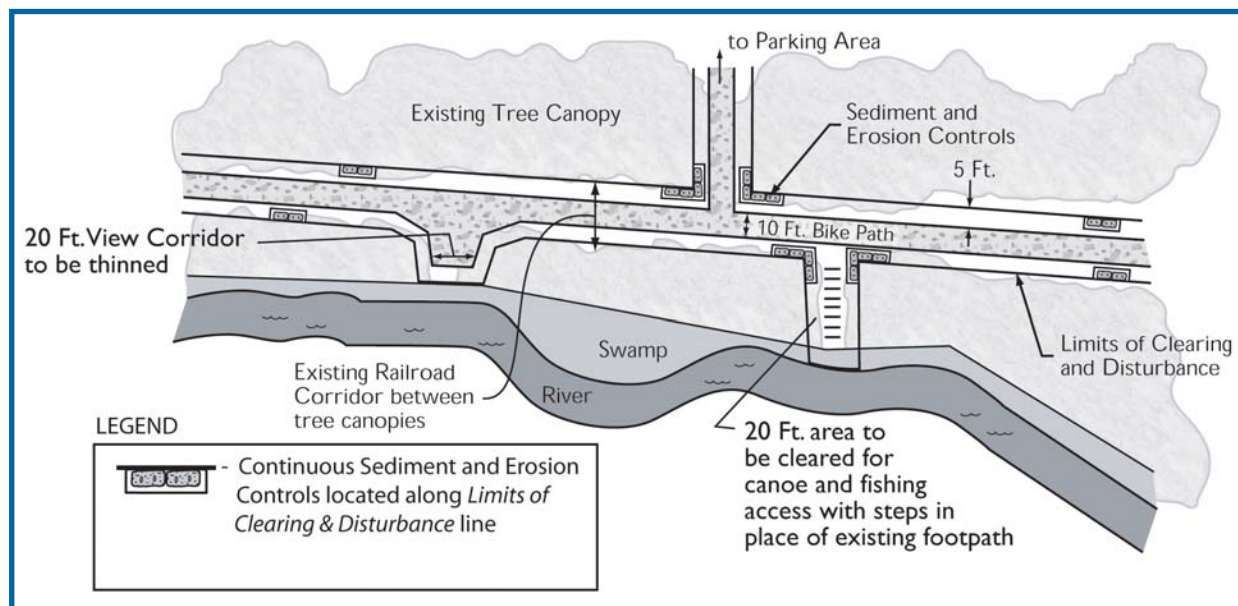 to Parking Area
Existing Tree Canopy
Sediment and
Erosion Controls
5 Ft.
10 Ft. Bike Path
20 Ft. View Corridor
to be thinned
Swamp
River
Existing Railroad
Corridor between
tree canopies
Limits of Clearing
and Disturbance
20 Ft. area to
be cleared for
canoe and fishing
access with steps in
place of existing footpath
LEGEND
- Continuous Sediment and Erosion
Controls located along Limits of
Clearing & Disturbance line